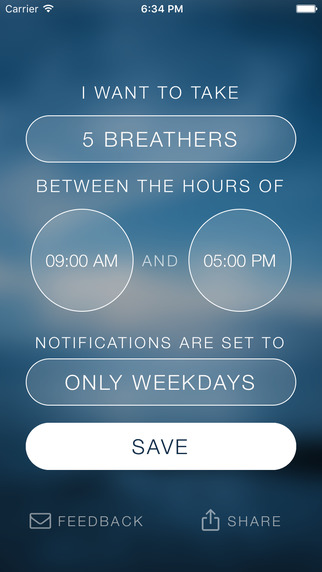 Carrier 6:34 PM
I WANT TO TAKE
5 BREATHERS
BETWEEN THE HOURS OF
09:00 AM AND 05:00 PM
NOTIFICATIONS ARE SET TO
ONLY WEEKDAYS
SAVE
FEEDBACK SHARE